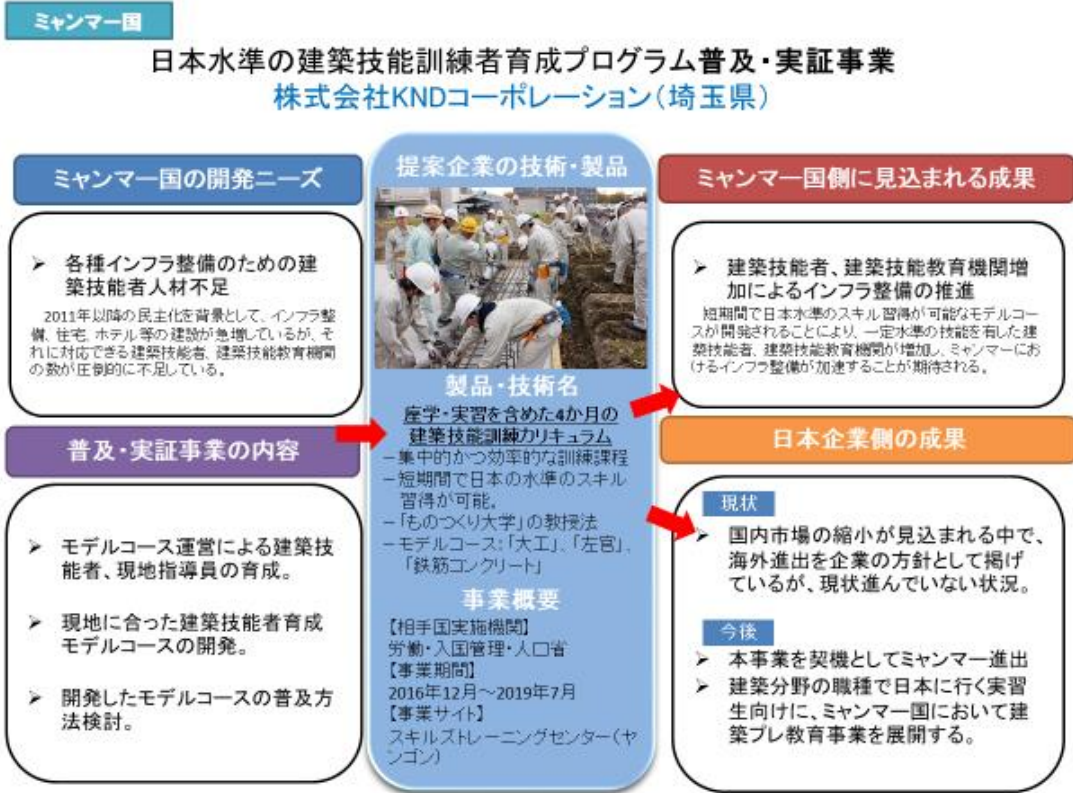 ミャンマー国
日本水準の建築技能訓練者育成プログラム普及・実証事業
株式会社KNDコーポレーション(埼玉県)
ミャンマー国の開発ニーズ
➢ 各種インフラ整備のための建
築技能者人材不足
2011年以降の民主化を背景として、インフラ整
備、住宅、ホテル等の建設が急増しているが、そ
れに対応できる建築技能者、建築技能教育機関
の数が圧倒的に不足している。
普及・実証事業の内容
➢ モデルコース運営による建築技
能者、現地指導員の育成。
➢ 現地に合った建築技能者育成
モデルコースの開発。
➢ 開発したモデルコースの普及方
法検討。
提案企業の技術・製品
製品・技術名
座学・実習を含めた4か月の
建築技能訓練カリキュラム
－集中的かつ効率的な訓練課程
－短期間で日本の水準のスキル
習得が可能。
－「ものつくり大学」の教授法
－モデルコース:「大工」、「左官」、
「鉄筋コンクリート」
事業概要
【相手国実施機関】
労働・入国管理・人口省
【事業期間】
2016年12月～2019年7月
【事業サイト】
スキルズトレーニングセンター(ヤ
ンゴン)
ミャンマー国側に見込まれる成果
➢ 建築技能者、建築技能教育機関増
加によるインフラ整備の推進
短期間で日本水準のスキル習得が可能なモデルコー
スが開発されることにより、一定水準の技能を有した建
築技能者、建築技能教育機関が増加し、ミャンマーにお
けるインフラ整備が加速することが期待される。
日本企業側の成果
現状
➢ 国内市場の縮小が見込まれる中で、
海外進出を企業の方針として掲げ
ているが、現状進んでいない状況。
今後
➢ 本事業を契機としてミャンマー進出
➢ 建築分野の職種で日本に行く実習
生向けに、ミャンマー国において建
築プレ教育事業を展開する。